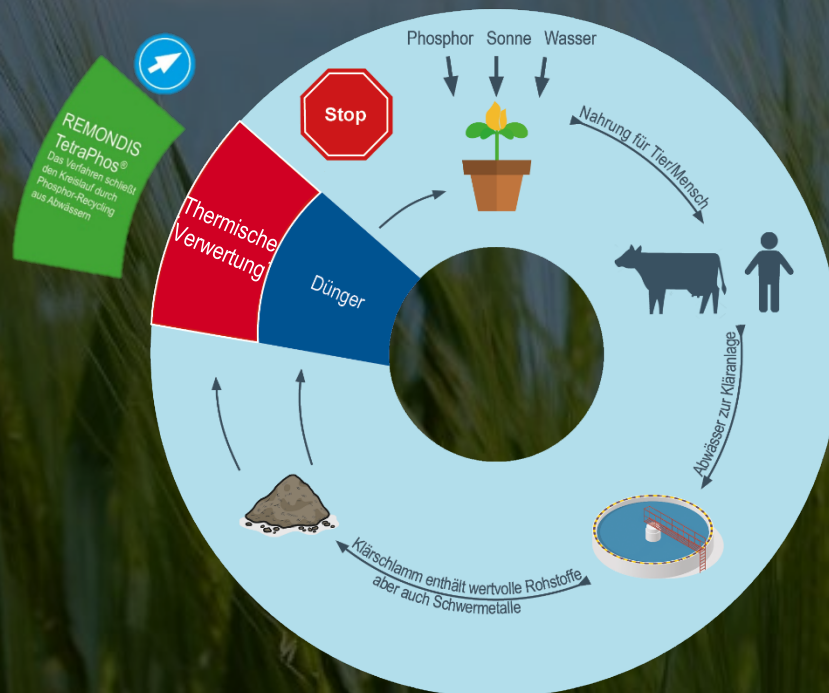 Phosphor Sonne Wasser
Stop
Nahrung für Tier/Mensch
REMONDIS
TetraPhos®
Das Verfahren schließt
den Kreislauf durch
Phosphor-Recycling
aus Abwässern
Thermische
Verwertung
Dünger
Abwässer zur Kläranlage
Klärschlamm enthält wertvolle Rohstoffe
aber auch Schwermetalle